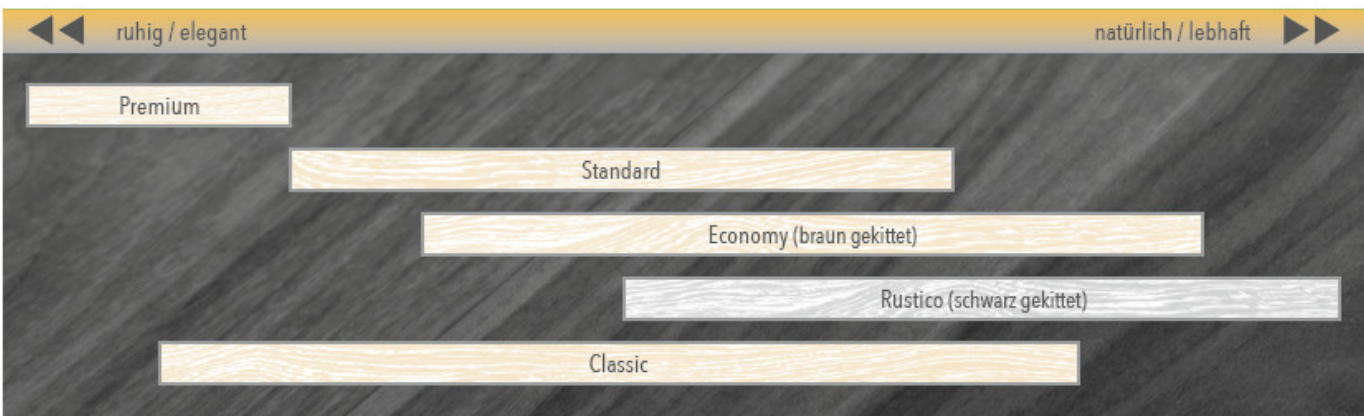 ruhig / elegant
natürlich / lebhaft
Premium
Standard
Economy (braun gekittet)
Rustico (schwarz gekittet)
Classic